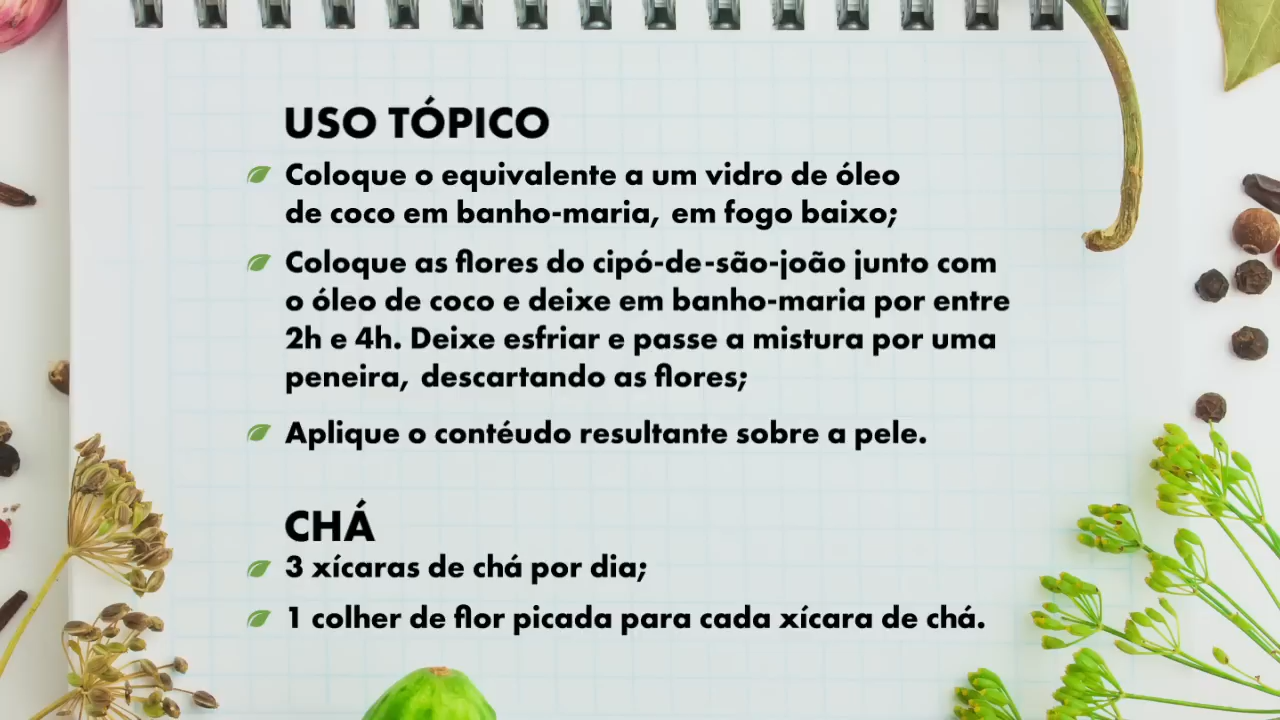 USO TÓPICO
Coloque o equivalente a um vidro de óleo
de coco em banho-maria, em fogo baixo;
Coloque as flores do cipó-de-são-joão junto com
o óleo de coco e deixe em banho-maria por entre
2h e 4h. Deixe esfriar e passe a mistura por uma
peneira, descartando as flores;
Aplique o contéudo resultante sobre a pele.
CHÁ
3 xícaras de chá por dia;
1 colher de flor picada para cada xícara de chá.